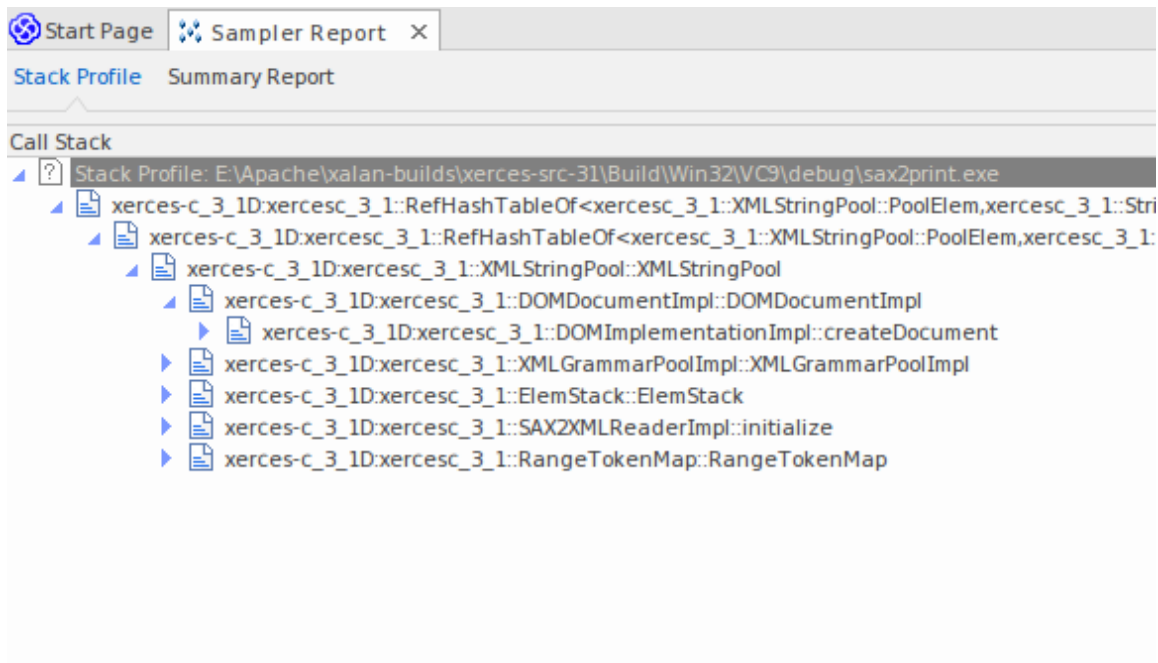 Start Page Sampler Report
Stack Profile Summary Report
Call Stack
Stack Profile: E:\Apache\xalan-builds\xerces-src-31\Build\Win32\VC9\debug\sax2print.exe
xerces-c_3_1D:xercesc_3_1::RefHashTableOf<xercesc_3_1::XMLStringPool::PoolElem,xercesc_3_1::Stri
xerces-c_3_1D:xercesc_3_1::RefHashTableOf<xercesc_3_1::XMLStringPool::PoolElem,xercesc_3_1:
xerces-c_3_1D:xercesc_3_1::XMLStringPool::XMLStringPool
xerces-c_3_1D:xercesc_3_1::DOMDocumentImpl::DOMDocumentImpl
xerces-c_3_1D:xercesc_3_1::DOMImplementationImpl::createDocument
xerces-c_3_1D:xercesc_3_1::XMLGrammarPoolImpl::XMLGrammarPoolImpl
xerces-c_3_1D:xercesc_3_1::ElemStack::ElemStack
xerces-c_3_1D:xercesc_3_1::SAX2XMLReaderImpl::initialize
xerces-c_3_1D:xercesc_3_1::RangeTokenMap::RangeTokenMap